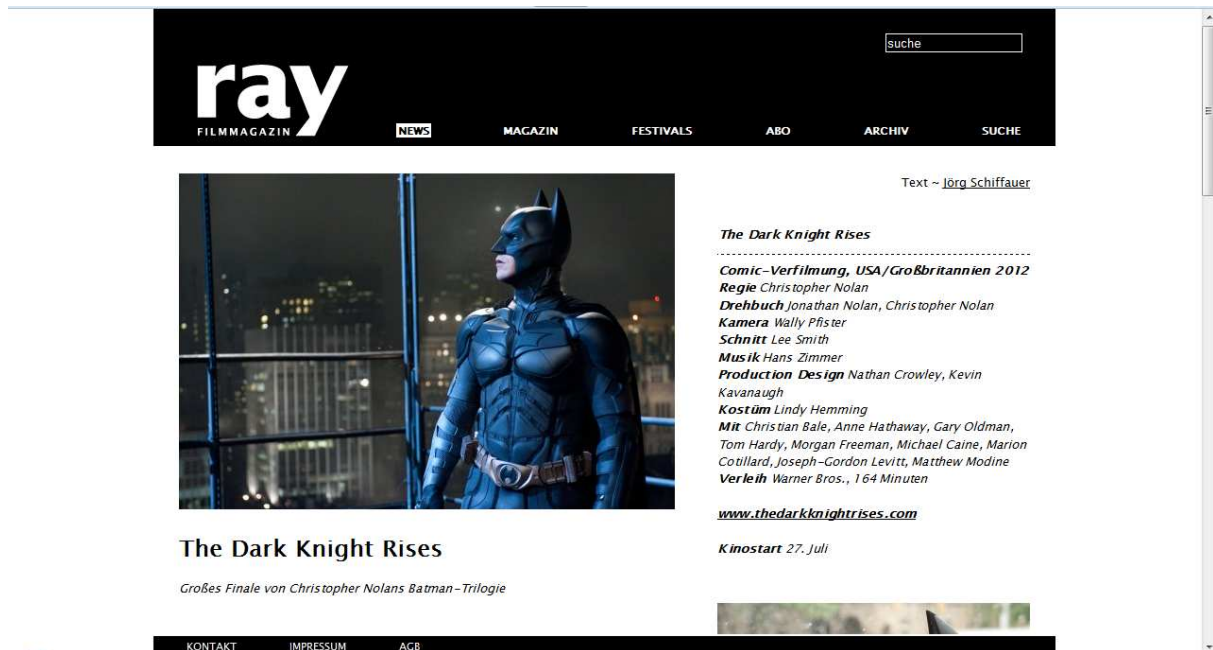 suche
ray
FILMMAGAZIN
NEWS
MAGAZIN
FESTIVALS
ABO
ARCHIV
SUCHE
Text ~ Jörg Schiffauer
The Dark Knight Rises
Comic-Verfilmung, USA/Großbritannien 2012
Regie Christopher Nolan
Drehbuch Jonathan Nolan, Christopher Nolan
Kamera Wally Pfister
Schnitt Lee Smith
Musik Hans Zimmer
Production Design Nathan Crowley, Kevin
Kavanaugh
Kostüm Lindy Hemming
Mit Christian Bale, Anne Hathaway, Gary Oldman,
Tom Hardy, Morgan Freeman, Michael Caine, Marion
Cotillard, Joseph-Gordon Levitt, Matthew Modine
Verleih Warner Bros., 164 Minuten
www.thedarkknightrises.com
Kinostart 27. Juli
The Dark Knight Rises
Großes Finale von Christopher Nolans Batman-Trilogie
KONTAKT
IMPRESSUM
AGB